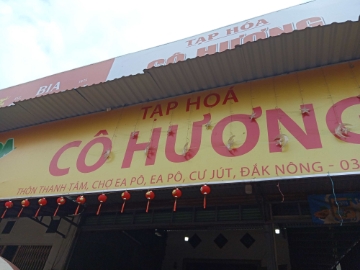 TẠP HÓA
CÔ HƯƠNG
BIA
TẠP HOÁ
CÔ HƯƠNG
THÔN THANH TÂM, CHỢ EA PÔ, EA PÔ, CƯ JÚT, ĐẮK NÔNG - 03